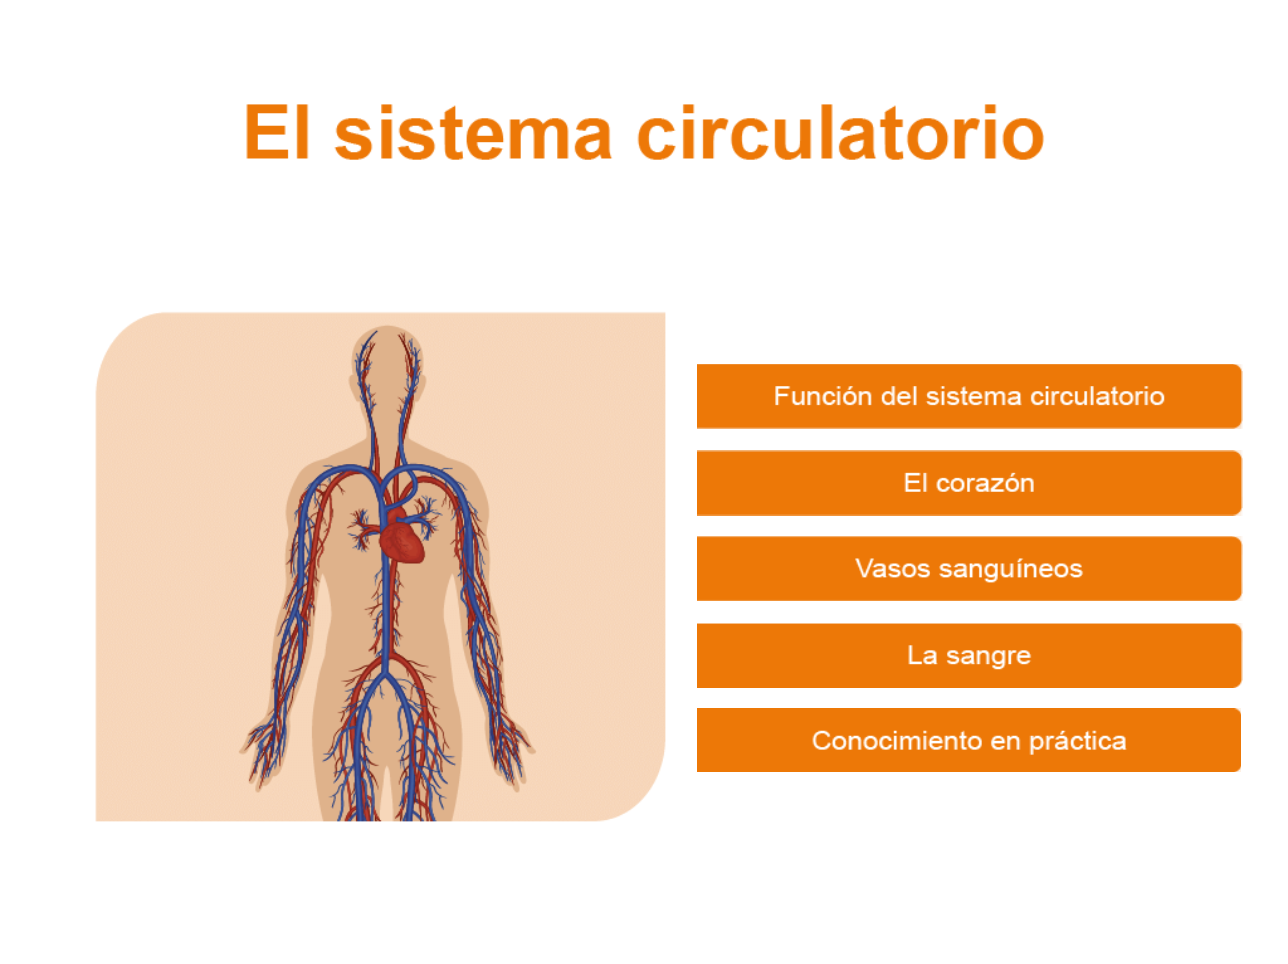 El sistema circulatorio
Función del sistema circulatorio
El corazón
Vasos sanguíneos
La sangre
Conocimiento en práctica